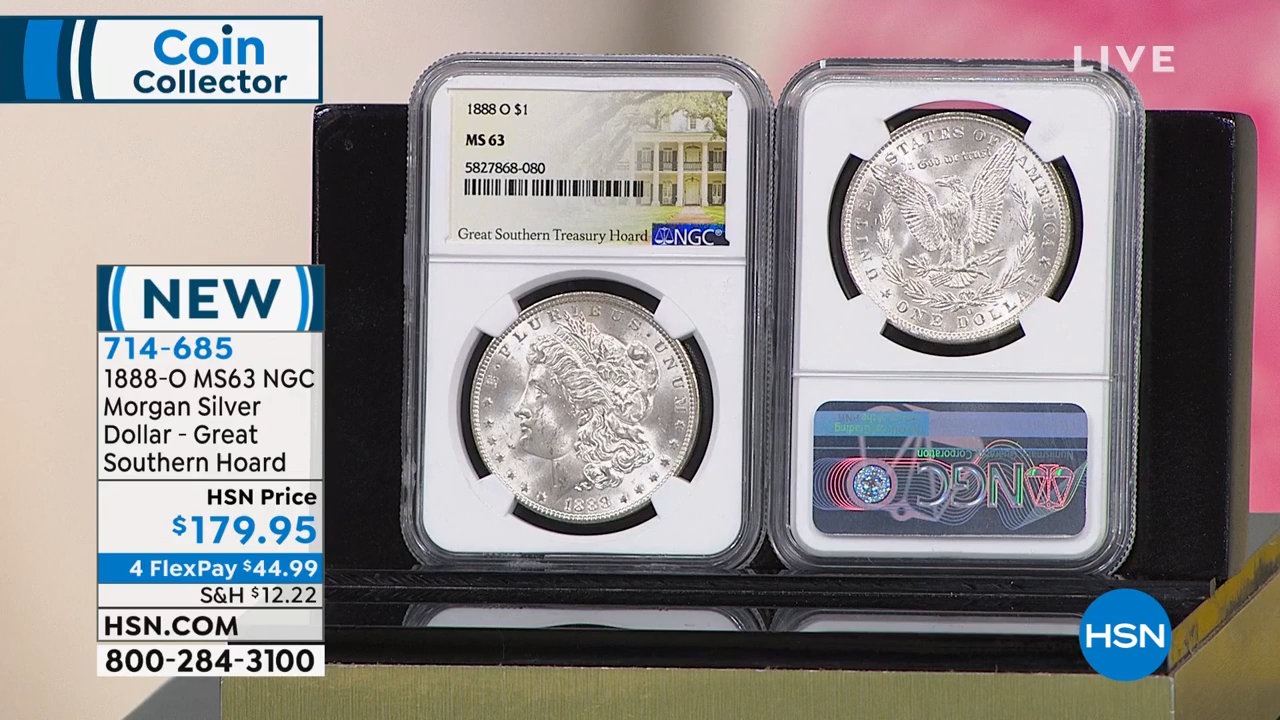 Coin
Collector
LIVE
NEW
714-685
1888-O MS63 NGC
Morgan Silver
Dollar - Great
Southern Hoard
HSN Price
$179.95
4 FlexPay $44.99
S&H $12.22
HSN.COM
800-284-3100
1888 O $1
MS 63
5827868-080
Great Southern Treasury Hoard NGC®
E · PLURIBUS · UNUM
1888
UNITED STATES OF AMERICA
In God we trust
ONE DOLLAR
NGC
Corporation
HSN